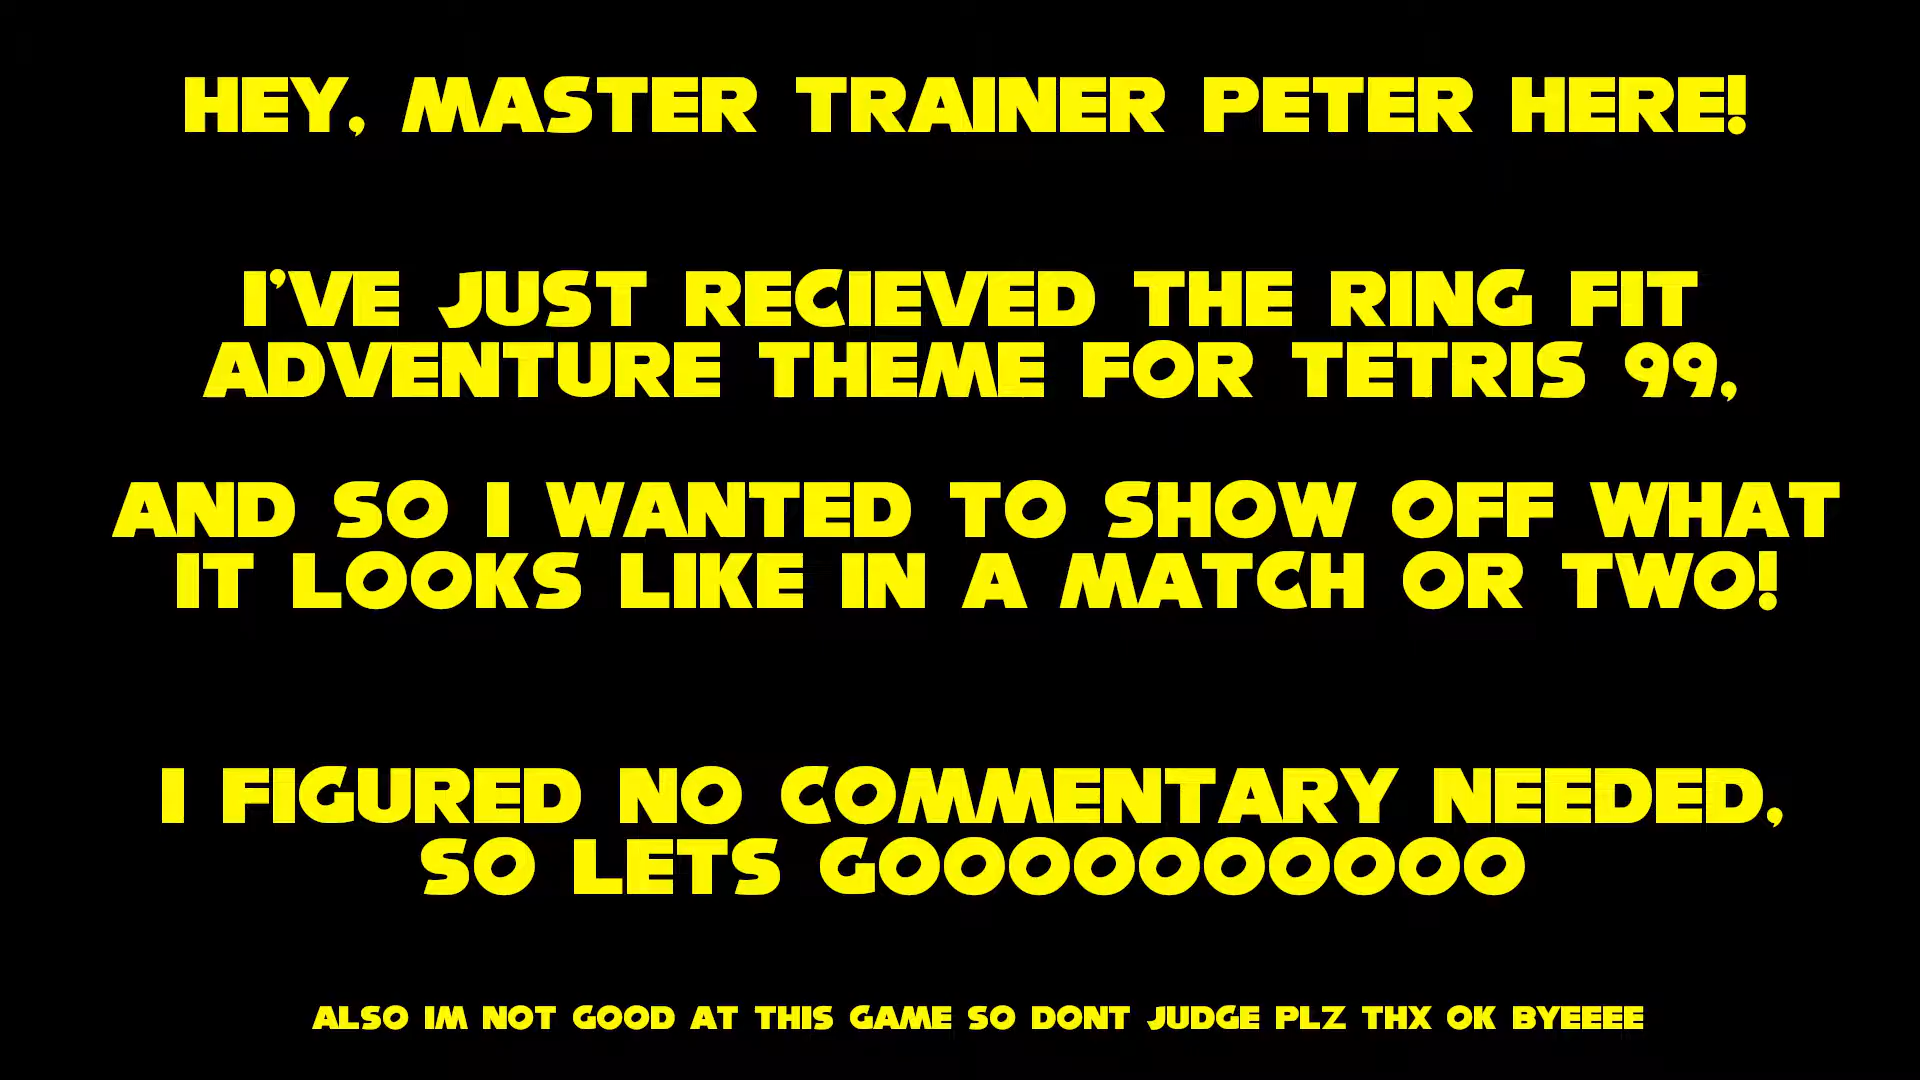 HEY, MASTER TRAINER PETER HERE!
I'VE JUST RECIEVED THE RING FIT
ADVENTURE THEME FOR TETRIS 99,
AND SO I WANTED TO SHOW OFF WHAT
IT LOOKS LIKE IN A MATCH OR TWO!
I FIGURED NO COMMENTARY NEEDED,
SO LETS GOOOOOOOOOO
ALSO IM NOT GOOD AT THIS GAME SO DONT JUDGE PLZ THX OK BYEEEE